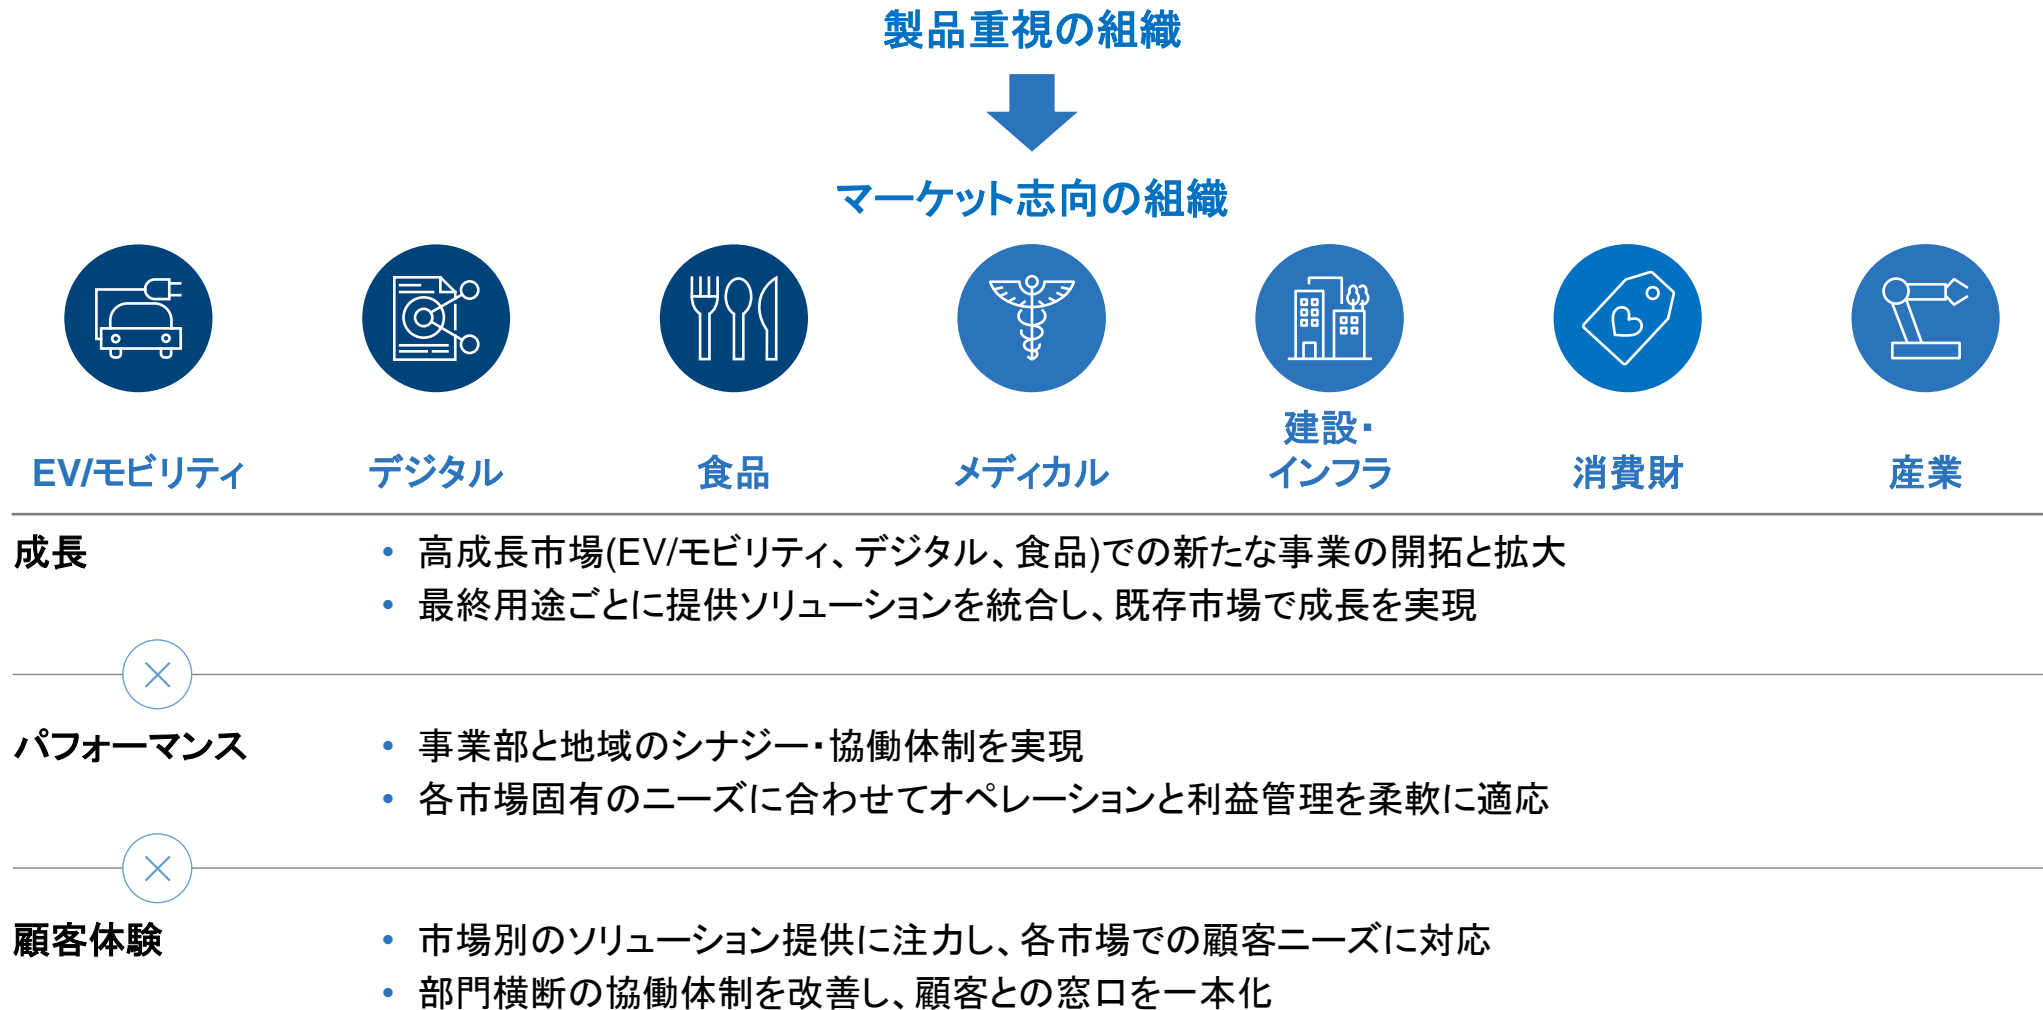 製品重視の組織
マーケット志向の組織
EV/モビリティ
デジタル
食品
メディカル
建設・
インフラ
消費財
産業
成長
• 高成長市場(EV/モビリティ、デジタル、食品)での新たな事業の開拓と拡大
• 最終用途ごとに提供ソリューションを統合し、既存市場で成長を実現
パフォーマンス
• 事業部と地域のシナジー・協働体制を実現
• 各市場固有のニーズに合わせてオペレーションと利益管理を柔軟に適応
顧客体験
• 市場別のソリューション提供に注力し、各市場での顧客ニーズに対応
• 部門横断の協働体制を改善し、顧客との窓口を一本化